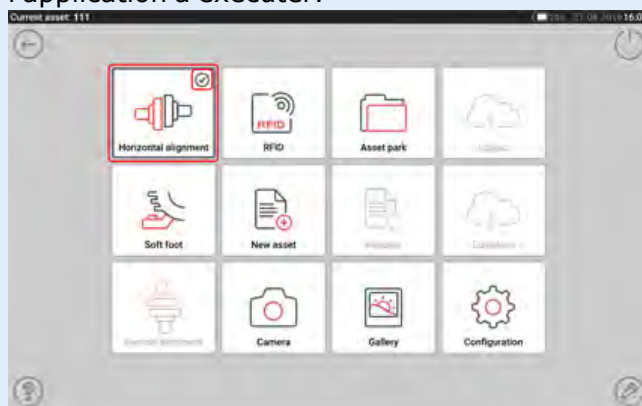 l'application à exécuter.
Current asset: 111
Horizontal alignment
RFID
RFID
Asset park
Soft foot
New asset
Camera
Gallery
Configuration